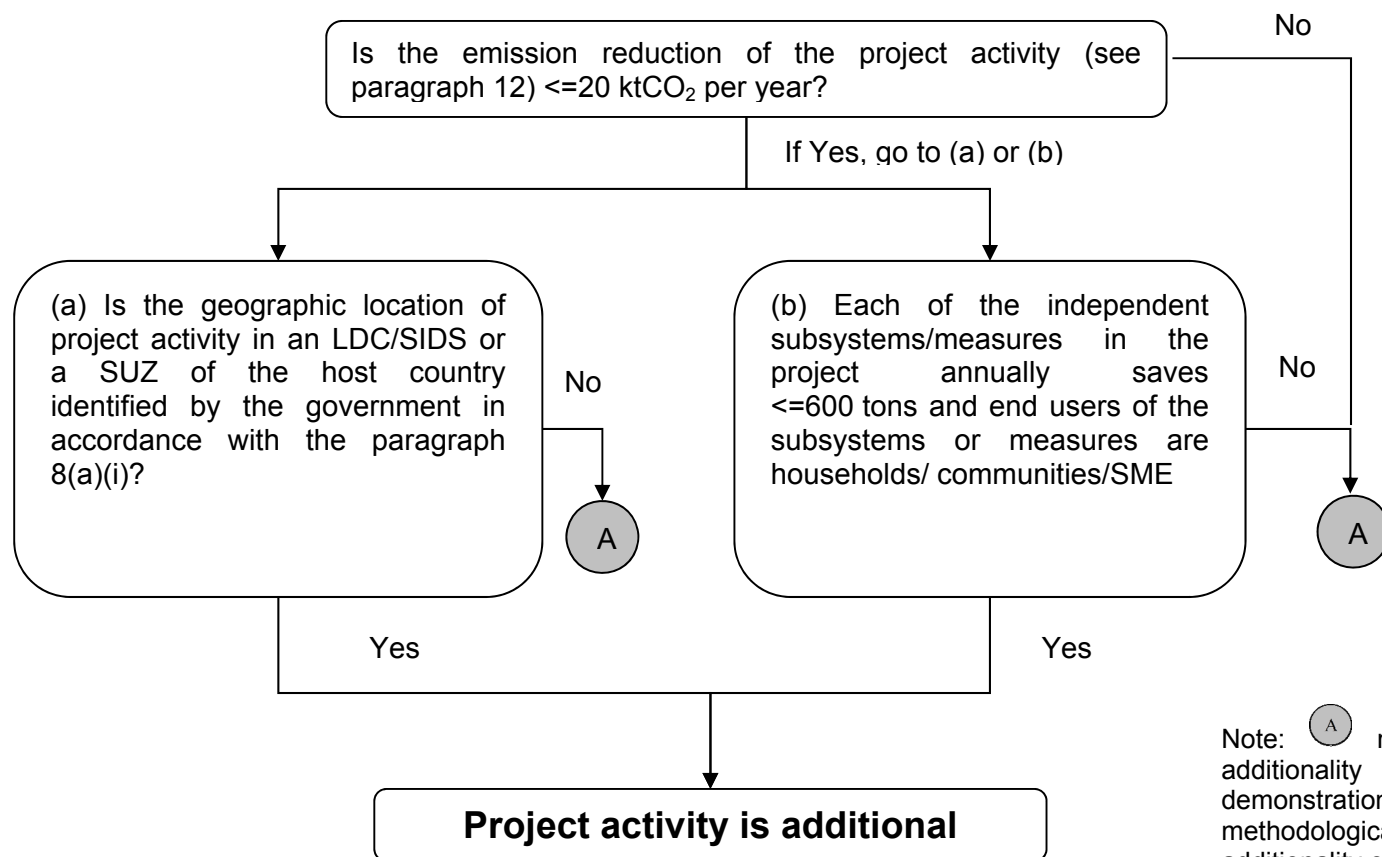 No
Is the emission reduction of the project activity (see
paragraph 12) <=20 ktCO₂ per year?
If Yes, go to (a) or (b)
(a) Is the geographic location of
project activity in an LDC/SIDS or
a SUZ of the host country
identified by the government in
accordance with the paragraph
8(a)(i)?
No
A
(b) Each of the independent
subsystems/measures in the
project annually saves
<=600 tons and end users of the
subsystems or measures are
households/ communities/SME
No
A
Yes
Yes
Project activity is additional
Note: A
additionality
demonstration
methodologica
additionality